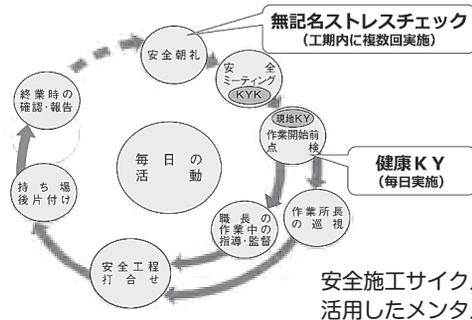 無記名ストレスチェック
（工期内に複数回実施）
安全朝礼
安全
ミーティング
KYK
現地KY
作業開始前
点検
健康KY
（毎日実施）
作業所長
の巡視
職長の
作業中の
指導・監督
安全工程
打合せ
持ち場
後片付け
終業時の
確認・報告
毎日の
活動
安全施工サイクル
活用したメンタル